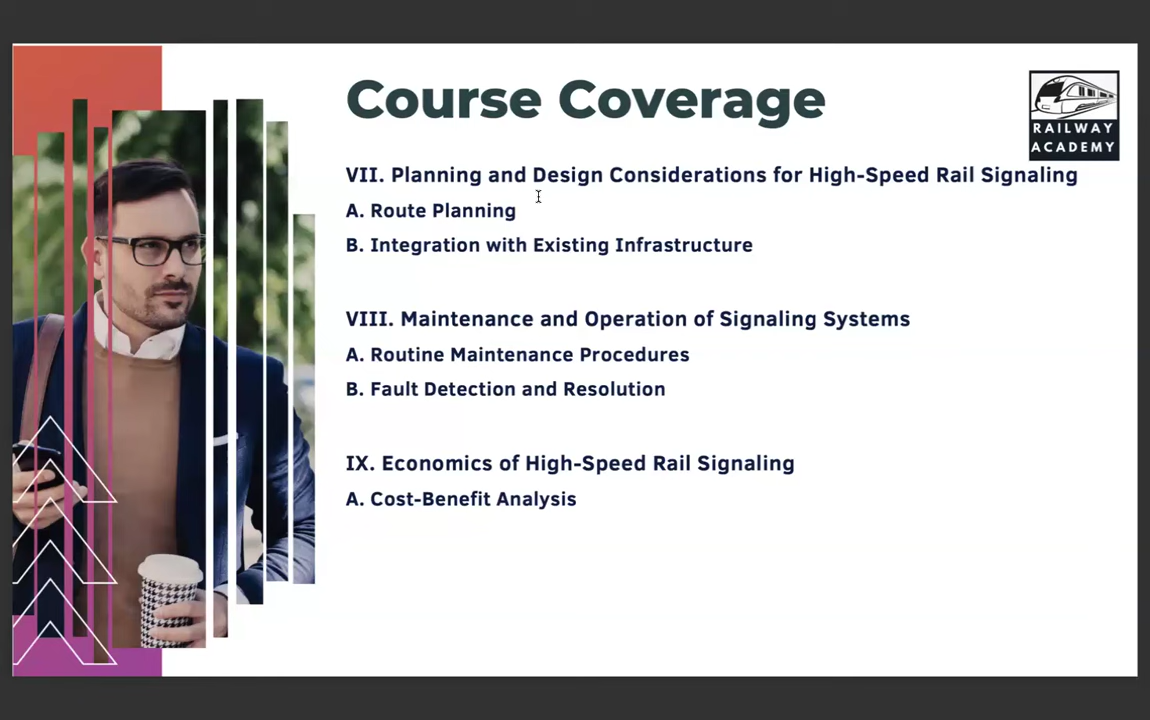 Course Coverage
RAILWAY
ACADEMY
VII. Planning and Design Considerations for High-Speed Rail Signaling
A. Route Planning
B. Integration with Existing Infrastructure
VIII. Maintenance and Operation of Signaling Systems
A. Routine Maintenance Procedures
B. Fault Detection and Resolution
IX. Economics of High-Speed Rail Signaling
A. Cost-Benefit Analysis